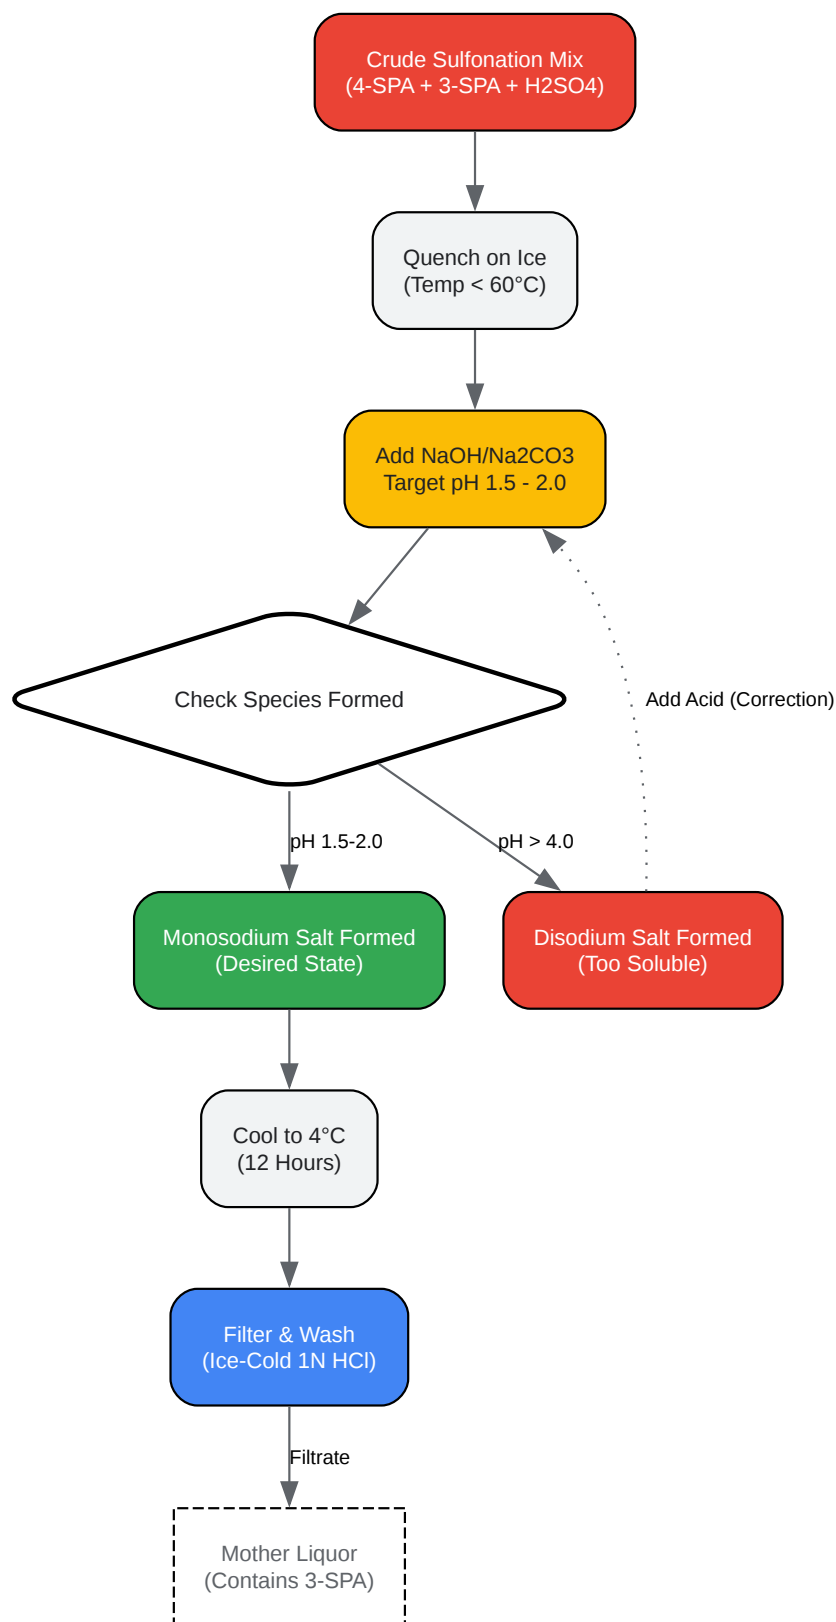 Crude Sulfonation Mix
(4-SPA + 3-SPA + H2SO4)
Quench on Ice
(Temp < 60°C)
Add NaOH/Na2CO3
Target pH 1.5 - 2.0
Check Species Formed
Add Acid (Correction)
pH 1.5-2.0
pH > 4.0
Monosodium Salt Formed
(Desired State)
Disodium Salt Formed
(Too Soluble)
Cool to 4°C
(12 Hours)
Filter & Wash
(Ice-Cold 1N HCl)
Filtrate
Mother Liquor
(Contains 3-SPA)